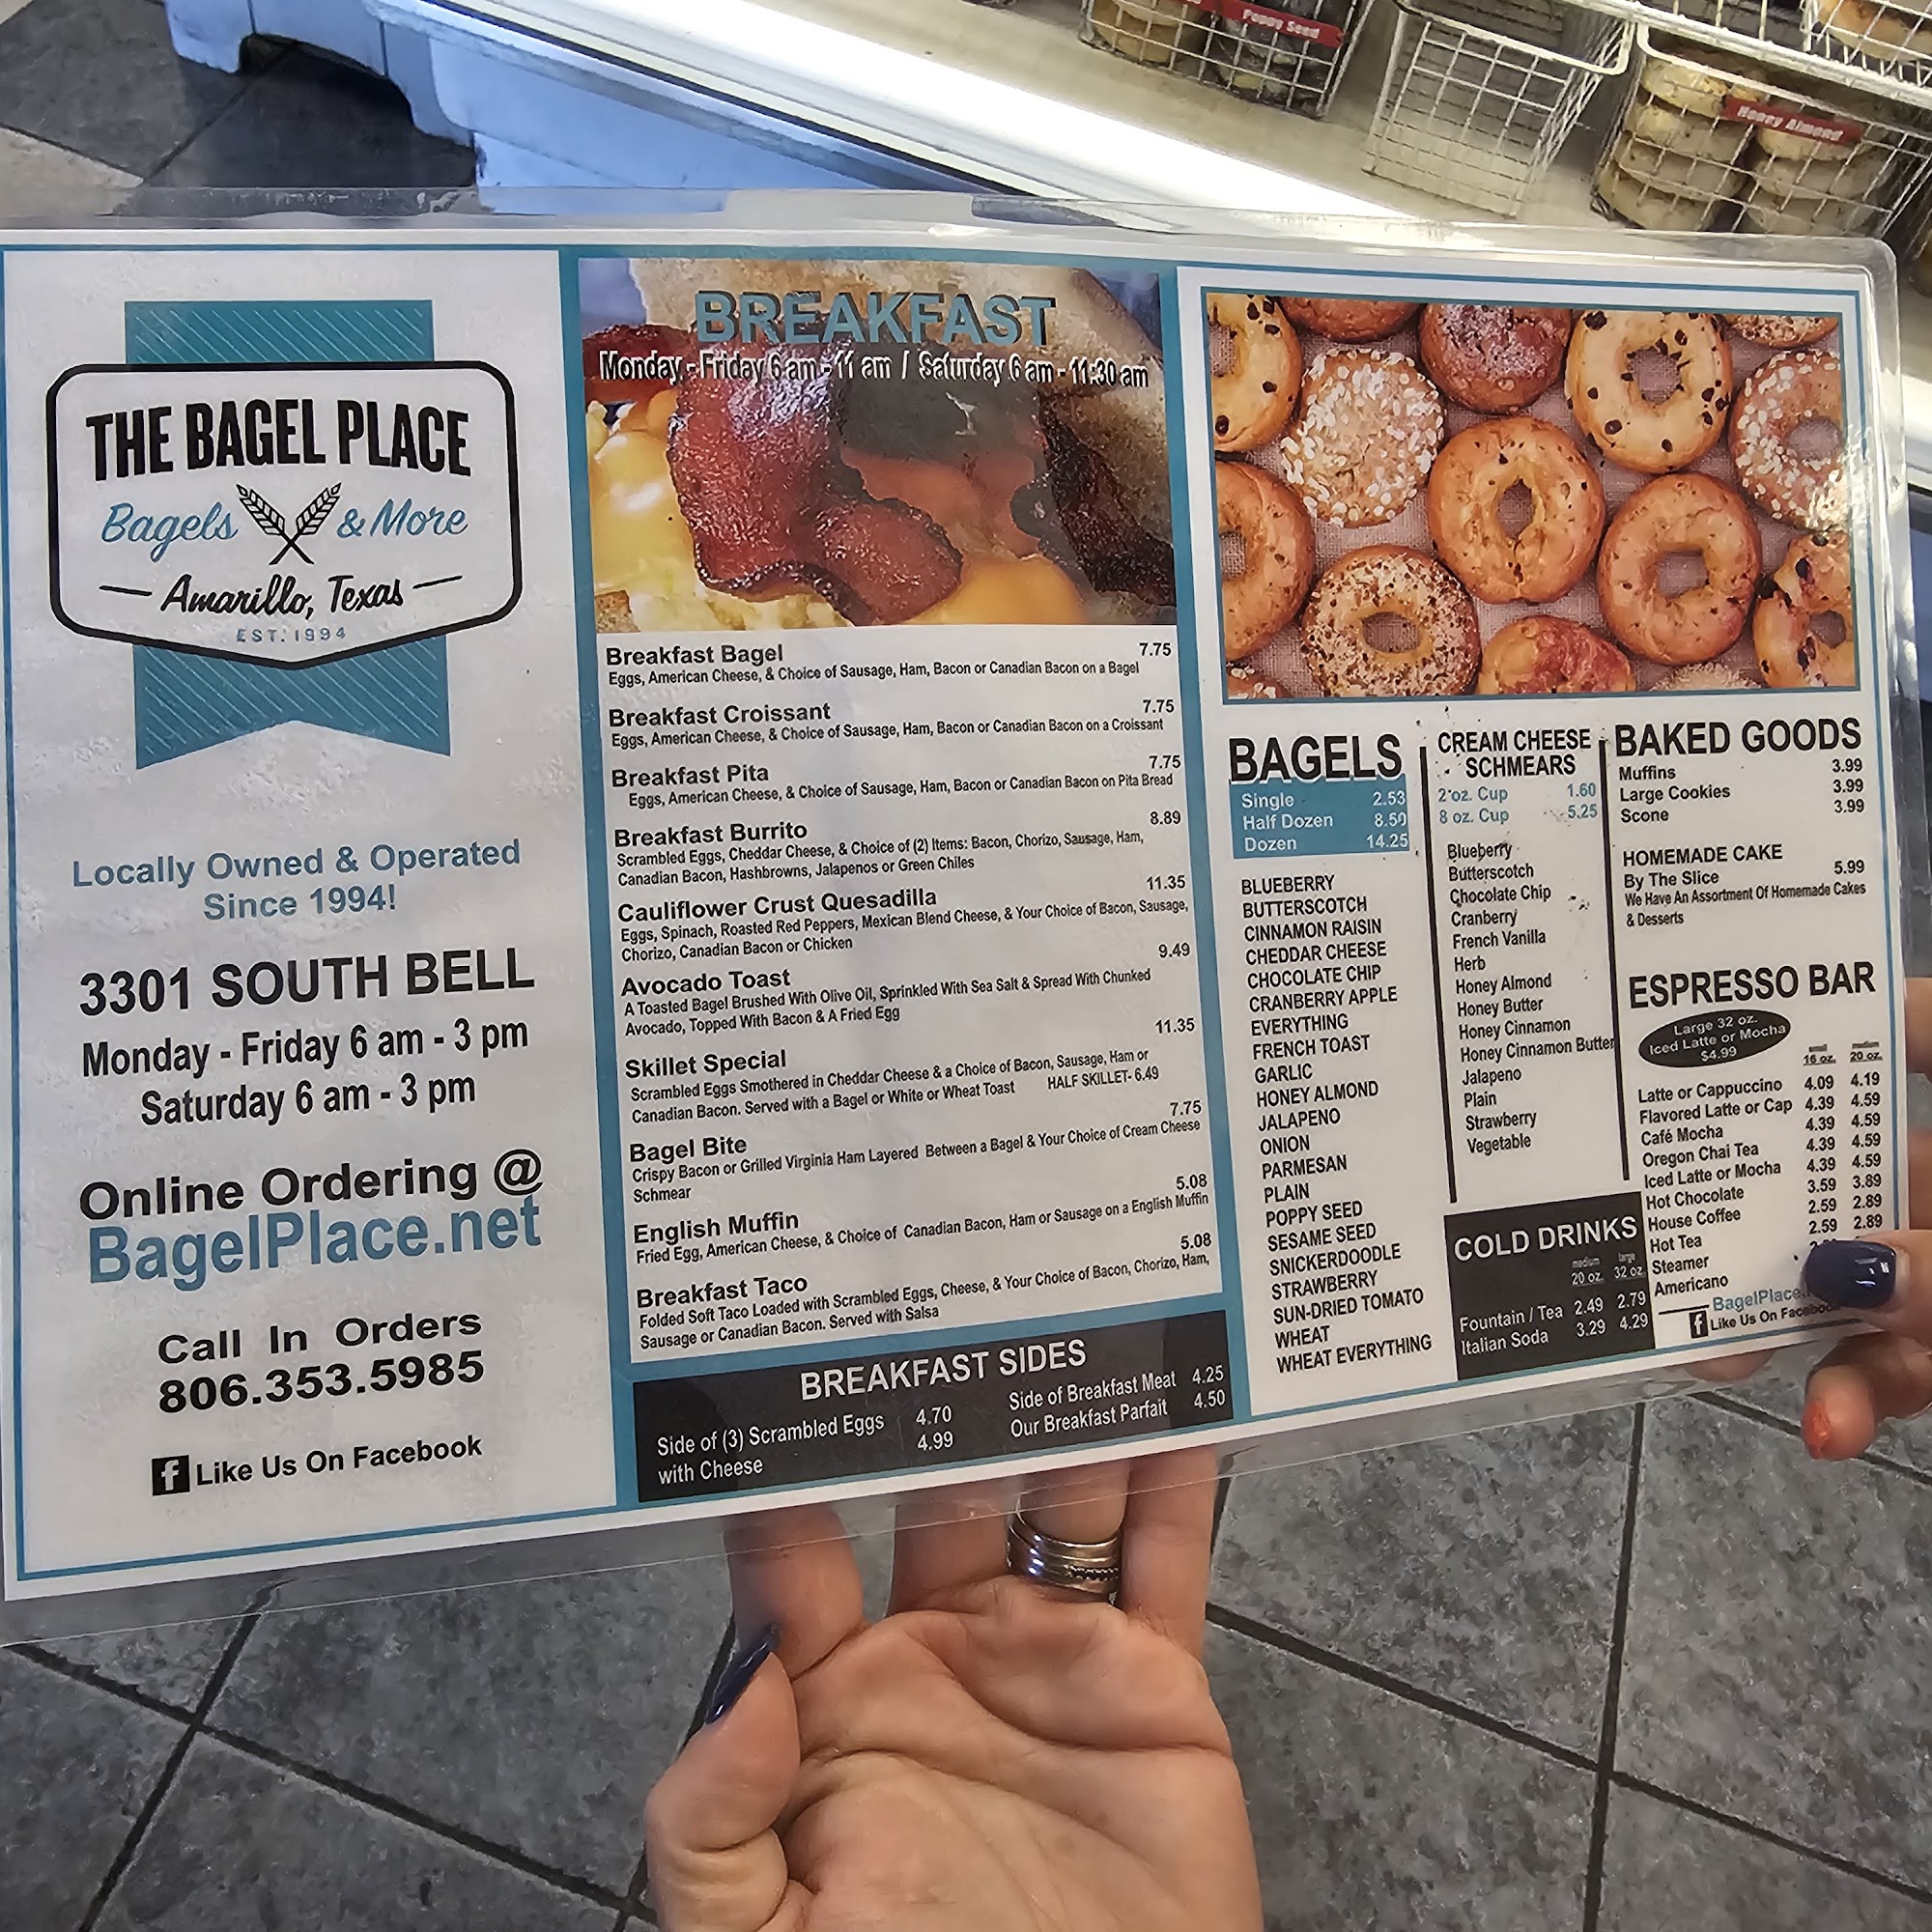 Poppy Seed
Honey Almond
THE BAGEL PLACE
Bagels & More
Amarillo, Texas
EST. 1994
Locally Owned & Operated
Since 1994!
3301 SOUTH BELL
Monday - Friday 6 am - 3 pm
Saturday 6 am - 3 pm
Online Ordering @
BagelPlace.net
Call In Orders
806.353.5985
f Like Us On Facebook
BREAKFAST
Monday - Friday 6 am - 11 am / Saturday 6 am - 11:30 am
Breakfast Bagel 7.75
Eggs, American Cheese, & Choice of Sausage, Ham, Bacon or Canadian Bacon on a Bagel
Breakfast Croissant 7.75
Eggs, American Cheese, & Choice of Sausage, Ham, Bacon or Canadian Bacon on a Croissant
Breakfast Pita 7.75
Eggs, American Cheese, & Choice of Sausage, Ham, Bacon or Canadian Bacon on Pita Bread
Breakfast Burrito 8.89
Scrambled Eggs, Cheddar Cheese, & Choice of (2) Items: Bacon, Chorizo, Sausage, Ham,
Canadian Bacon, Hashbrowns, Jalapenos or Green Chiles
Cauliflower Crust Quesadilla 11.35
Eggs, Spinach, Roasted Red Peppers, Mexican Blend Cheese, & Your Choice of Bacon, Sausage,
Chorizo, Canadian Bacon or Chicken
Avocado Toast 9.49
A Toasted Bagel Brushed With Olive Oil, Sprinkled With Sea Salt & Spread With Chunked
Avocado, Topped With Bacon & A Fried Egg
Skillet Special 11.35
Scrambled Eggs Smothered in Cheddar Cheese & a Choice of Bacon, Sausage, Ham or
Canadian Bacon. Served with a Bagel or White or Wheat Toast HALF SKILLET- 6.49
Bagel Bite 7.75
Crispy Bacon or Grilled Virginia Ham Layered Between a Bagel & Your Choice of Cream Cheese
Schmear
English Muffin 5.08
Fried Egg, American Cheese, & Choice of Canadian Bacon, Ham or Sausage on a English Muffin
Breakfast Taco 5.08
Folded Soft Taco Loaded with Scrambled Eggs, Cheese, & Your Choice of Bacon, Chorizo, Ham,
Sausage or Canadian Bacon. Served with Salsa
BREAKFAST SIDES
Side of (3) Scrambled Eggs 4.70
with Cheese 4.99
Side of Breakfast Meat 4.25
Our Breakfast Parfait 4.50
BAGELS
Single 2.53
Half Dozen 8.50
Dozen 14.25
BLUEBERRY
BUTTERSCOTCH
CINNAMON RAISIN
CHEDDAR CHEESE
CHOCOLATE CHIP
CRANBERRY APPLE
EVERYTHING
FRENCH TOAST
GARLIC
HONEY ALMOND
JALAPENO
ONION
PARMESAN
PLAIN
POPPY SEED
SESAME SEED
SNICKERDOODLE
STRAWBERRY
SUN-DRIED TOMATO
WHEAT
WHEAT EVERYTHING
CREAM CHEESE
SCHMEARS
2 oz. Cup 1.60
8 oz. Cup 5.25
Blueberry
Butterscotch
Chocolate Chip
Cranberry
French Vanilla
Herb
Honey Almond
Honey Butter
Honey Cinnamon
Honey Cinnamon Butter
Jalapeno
Plain
Strawberry
Vegetable
COLD DRINKS
medium large
20 oz. 32 oz.
Fountain / Tea 2.49 2.79
Italian Soda 3.29 4.29
BAKED GOODS
Muffins 3.99
Large Cookies 3.99
Scone 3.99
HOMEMADE CAKE
By The Slice 5.99
We Have An Assortment Of Homemade Cakes
& Desserts
ESPRESSO BAR
Large 32 oz.
Iced Latte or Mocha
$4.99
small medium
16 oz. 20 oz.
Latte or Cappuccino 4.09 4.19
Flavored Latte or Cap 4.39 4.59
Café Mocha 4.39 4.59
Oregon Chai Tea 4.39 4.59
Iced Latte or Mocha 4.39 4.59
Hot Chocolate 3.59 3.89
House Coffee 2.59 2.89
Hot Tea 2.59 2.89
Steamer
Americano
BagelPlace.
f Like Us On Facebook